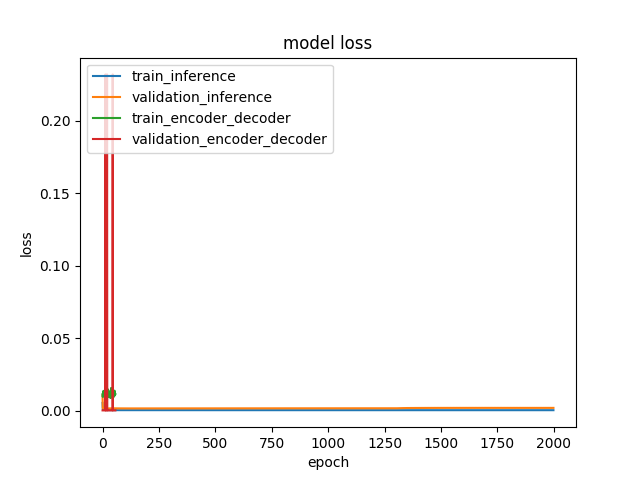 model loss
train_inference
validation_inference
train_encoder_decoder
validation_encoder_decoder
loss
0.20
0.15
0.10
0.05
0.00
0 250 500 750 1000 1250 1500 1750 2000
epoch